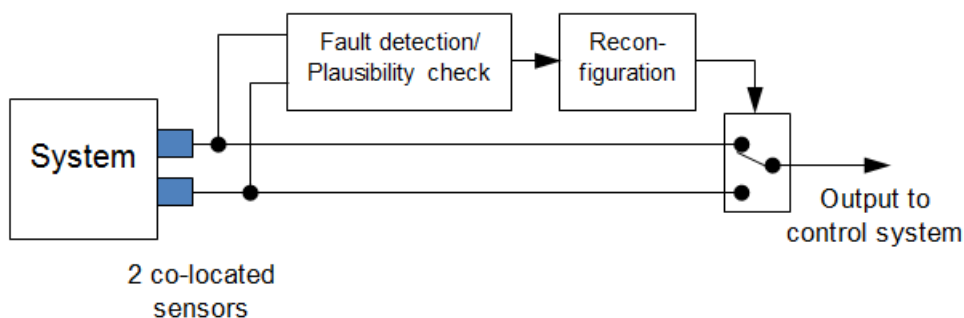 Fault detection/
Plausibility check
Recon-
figuration
System
Output to
control system
2 co-located
sensors